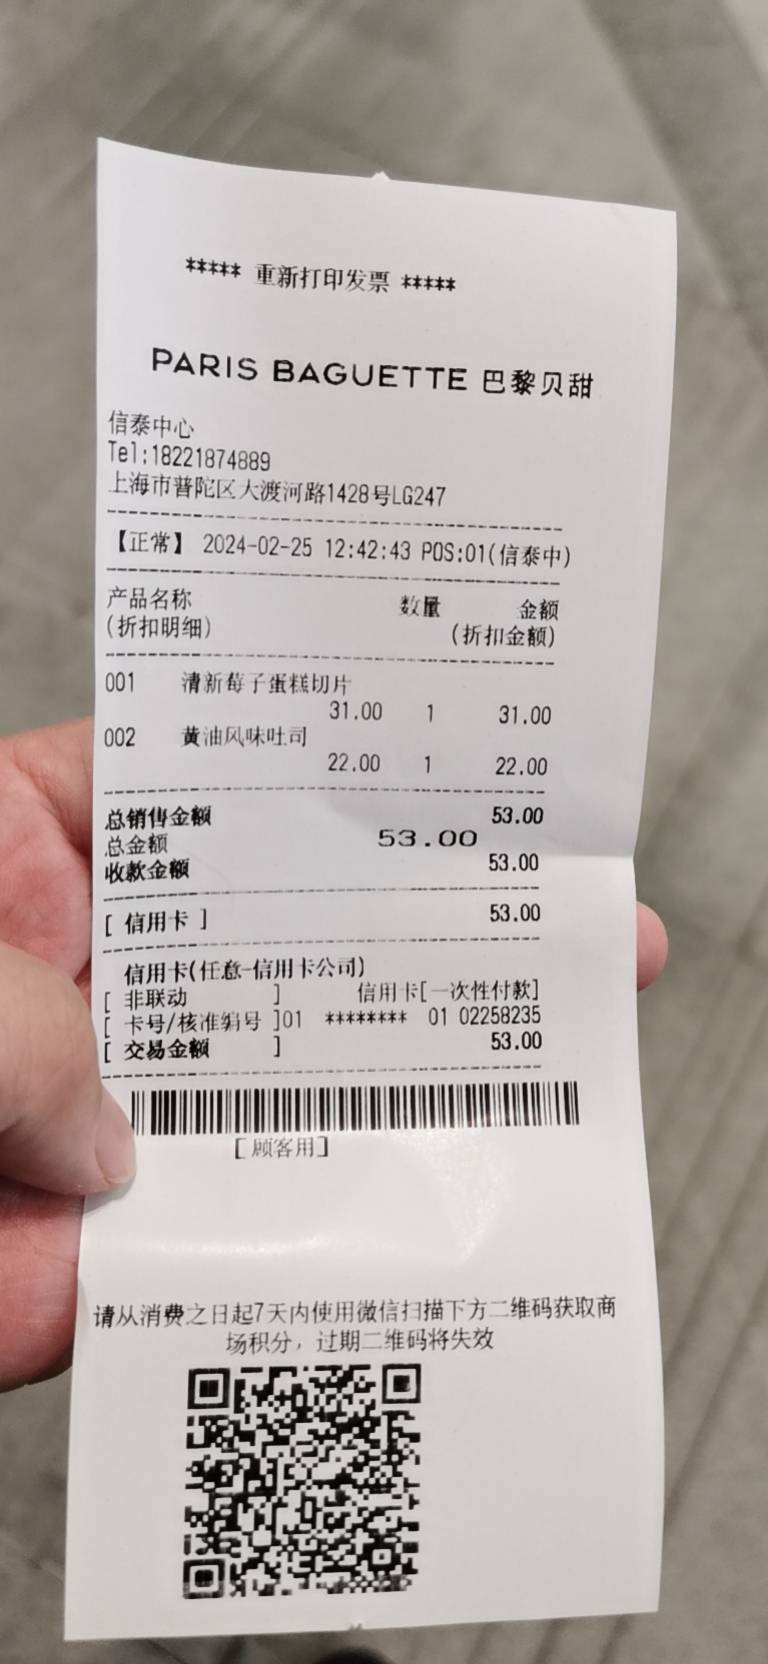 ***** 重新打印发票 *****
PARIS BAGUETTE 巴黎贝甜
信泰中心
Tel:18221874889
上海市普陀区大渡河路1428号LG247
【正常】 2024-02-25 12:42:43 POS:01(信泰中)
产品名称 数量 金额
(折扣明细) (折扣金额)
001 清新莓子蛋糕切片
31.00 1 31.00
002 黄油风味吐司
22.00 1 22.00
总销售金额 53.00
总金额 53.00
收款金额 53.00
[ 信用卡 ] 53.00
信用卡(任意-信用卡公司)
[ 非联动 ] 信用卡[一次性付款]
[ 卡号/核准编号 ]01 ******** 01 02258235
[ 交易金额 ] 53.00
[顾客用]
请从消费之日起7天内使用微信扫描下方二维码获取商
场积分，过期二维码将失效